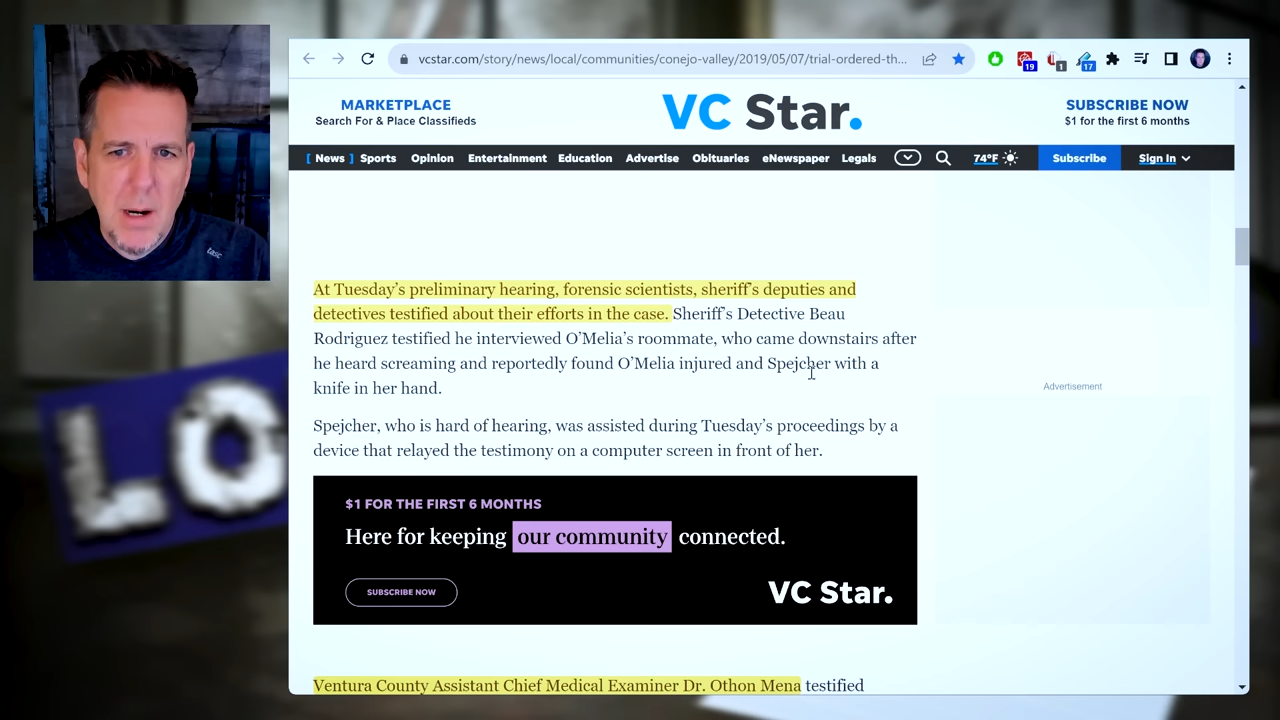 vcstar.com/story/news/local/communities/conejo-valley/2019/05/07/trial-ordered-th...
19
1
17
MARKETPLACE
Search For & Place Classifieds
VC Star.
SUBSCRIBE NOW
$1 for the first 6 months
[ News ] Sports Opinion Entertainment Education Advertise Obituaries eNewspaper Legals 74°F Subscribe Sign In
At Tuesday’s preliminary hearing, forensic scientists, sheriff’s deputies and
detectives testified about their efforts in the case. Sheriff’s Detective Beau
Rodriguez testified he interviewed O’Melia’s roommate, who came downstairs after
he heard screaming and reportedly found O’Melia injured and Spejcher with a
knife in her hand.
Advertisement
Spejcher, who is hard of hearing, was assisted during Tuesday’s proceedings by a
device that relayed the testimony on a computer screen in front of her.
$1 FOR THE FIRST 6 MONTHS
Here for keeping our community connected.
SUBSCRIBE NOW
VC Star.
Ventura County Assistant Chief Medical Examiner Dr. Othon Mena testified
tasc
LO